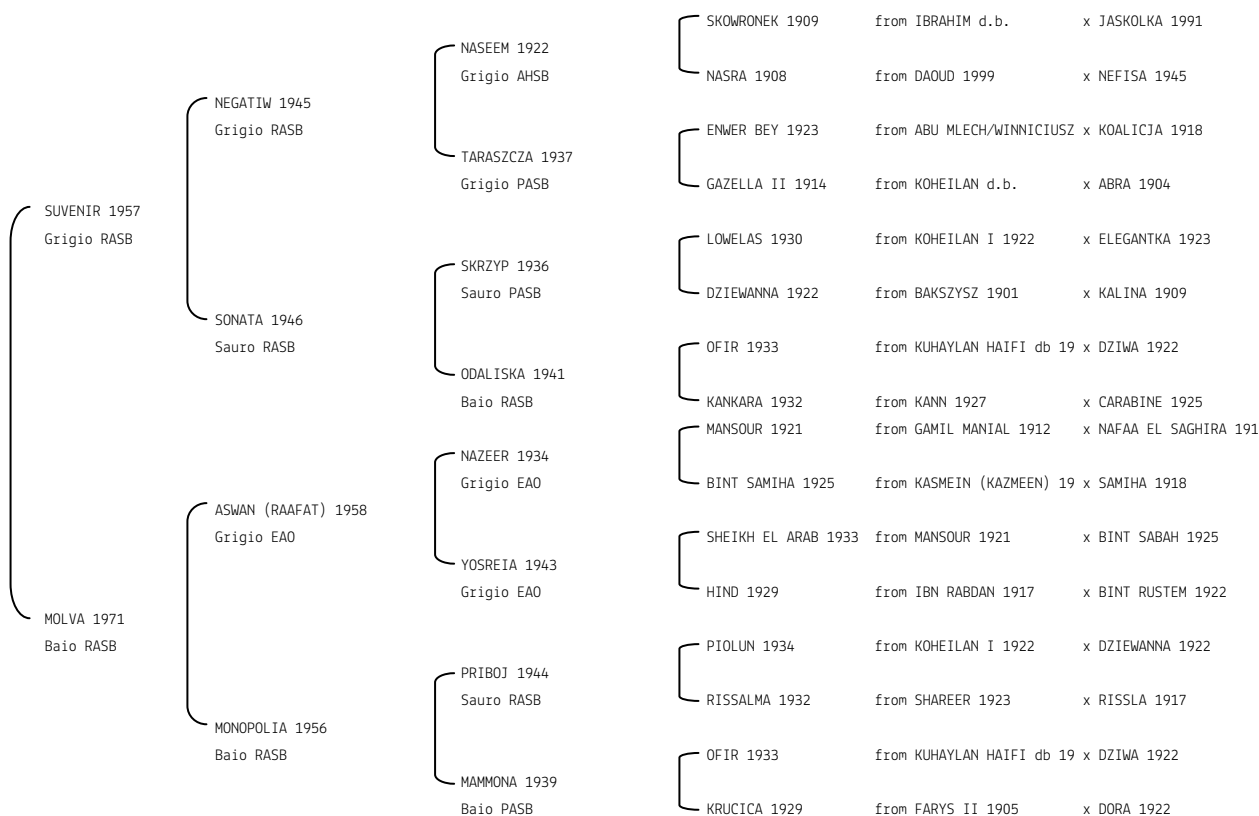 SKOWRONEK 1909 from IBRAHIM d.b. x JASKOLKA 1991
NASEEM 1922
Grigio AHSB
NASRA 1908 from DAOUD 1999 x NEFISA 1945
NEGATIW 1945
Grigio RASB
ENWER BEY 1923 from ABU MLECH/WINNICIUSZ x KOALICJA 1918
TARASZCZA 1937
Grigio PASB
GAZELLA II 1914 from KOHEILAN d.b. x ABRA 1904
SUVENIR 1957
Grigio RASB
LOWELAS 1930 from KOHEILAN I 1922 x ELEGANTKA 1923
SKRZYP 1936
Sauro PASB
DZIEWANNA 1922 from BAKSZYSZ 1901 x KALINA 1909
SONATA 1946
Sauro RASB
OFIR 1933 from KUHAYLAN HAIFI db 19 x DZIWA 1922
ODALISKA 1941
Baio RASB
KANKARA 1932 from KANN 1927 x CARABINE 1925
MANSOUR 1921 from GAMIL MANIAL 1912 x NAFAA EL SAGHIRA 191
NAZEER 1934
Grigio EAO
BINT SAMIHA 1925 from KASMEIN (KAZMEEN) 19 x SAMIHA 1918
ASWAN (RAAFAT) 1958
Grigio EAO
SHEIKH EL ARAB 1933 from MANSOUR 1921 x BINT SABAH 1925
YOSREIA 1943
Grigio EAO
HIND 1929 from IBN RABDAN 1917 x BINT RUSTEM 1922
MOLVA 1971
Baio RASB
PIOLUN 1934 from KOHEILAN I 1922 x DZIEWANNA 1922
PRIBOJ 1944
Sauro RASB
RISSALMA 1932 from SHAREER 1923 x RISSLA 1917
MONOPOLIA 1956
Baio RASB
OFIR 1933 from KUHAYLAN HAIFI db 19 x DZIWA 1922
MAMMONA 1939
Baio PASB
KRUCICA 1929 from FARYS II 1905 x DORA 1922